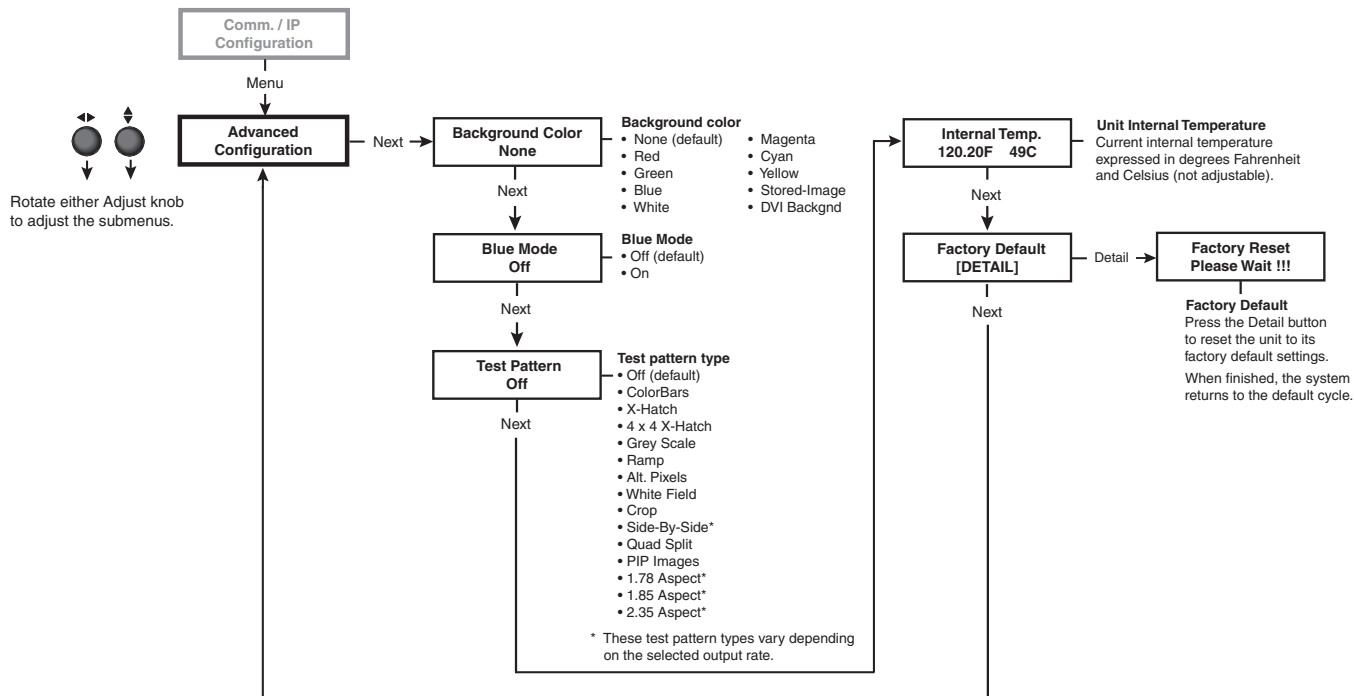 Comm. / IP
Configuration
Menu
Advanced
Configuration
Rotate either Adjust knob
to adjust the submenus.
Next
Background Color
None
Background color
• None (default)
• Red
• Green
• Blue
• White
• Magenta
• Cyan
• Yellow
• Stored-Image
• DVI Backgnd
Next
Blue Mode
Off
Blue Mode
• Off (default)
• On
Next
Test Pattern
Off
Test pattern type
• Off (default)
• ColorBars
• X-Hatch
• 4 x 4 X-Hatch
• Grey Scale
• Ramp
• Alt. Pixels
• White Field
• Crop
• Side-By-Side*
• Quad Split
• PIP Images
• 1.78 Aspect*
• 1.85 Aspect*
• 2.35 Aspect*
* These test pattern types vary depending
on the selected output rate.
Next
Internal Temp.
120.20F 49C
Unit Internal Temperature
Current internal temperature
expressed in degrees Fahrenheit
and Celsius (not adjustable).
Next
Factory Default
[DETAIL]
Detail
Factory Reset
Please Wait !!!
Factory Default
Press the Detail button
to reset the unit to its
factory default settings.
When finished, the system
returns to the default cycle.
Next